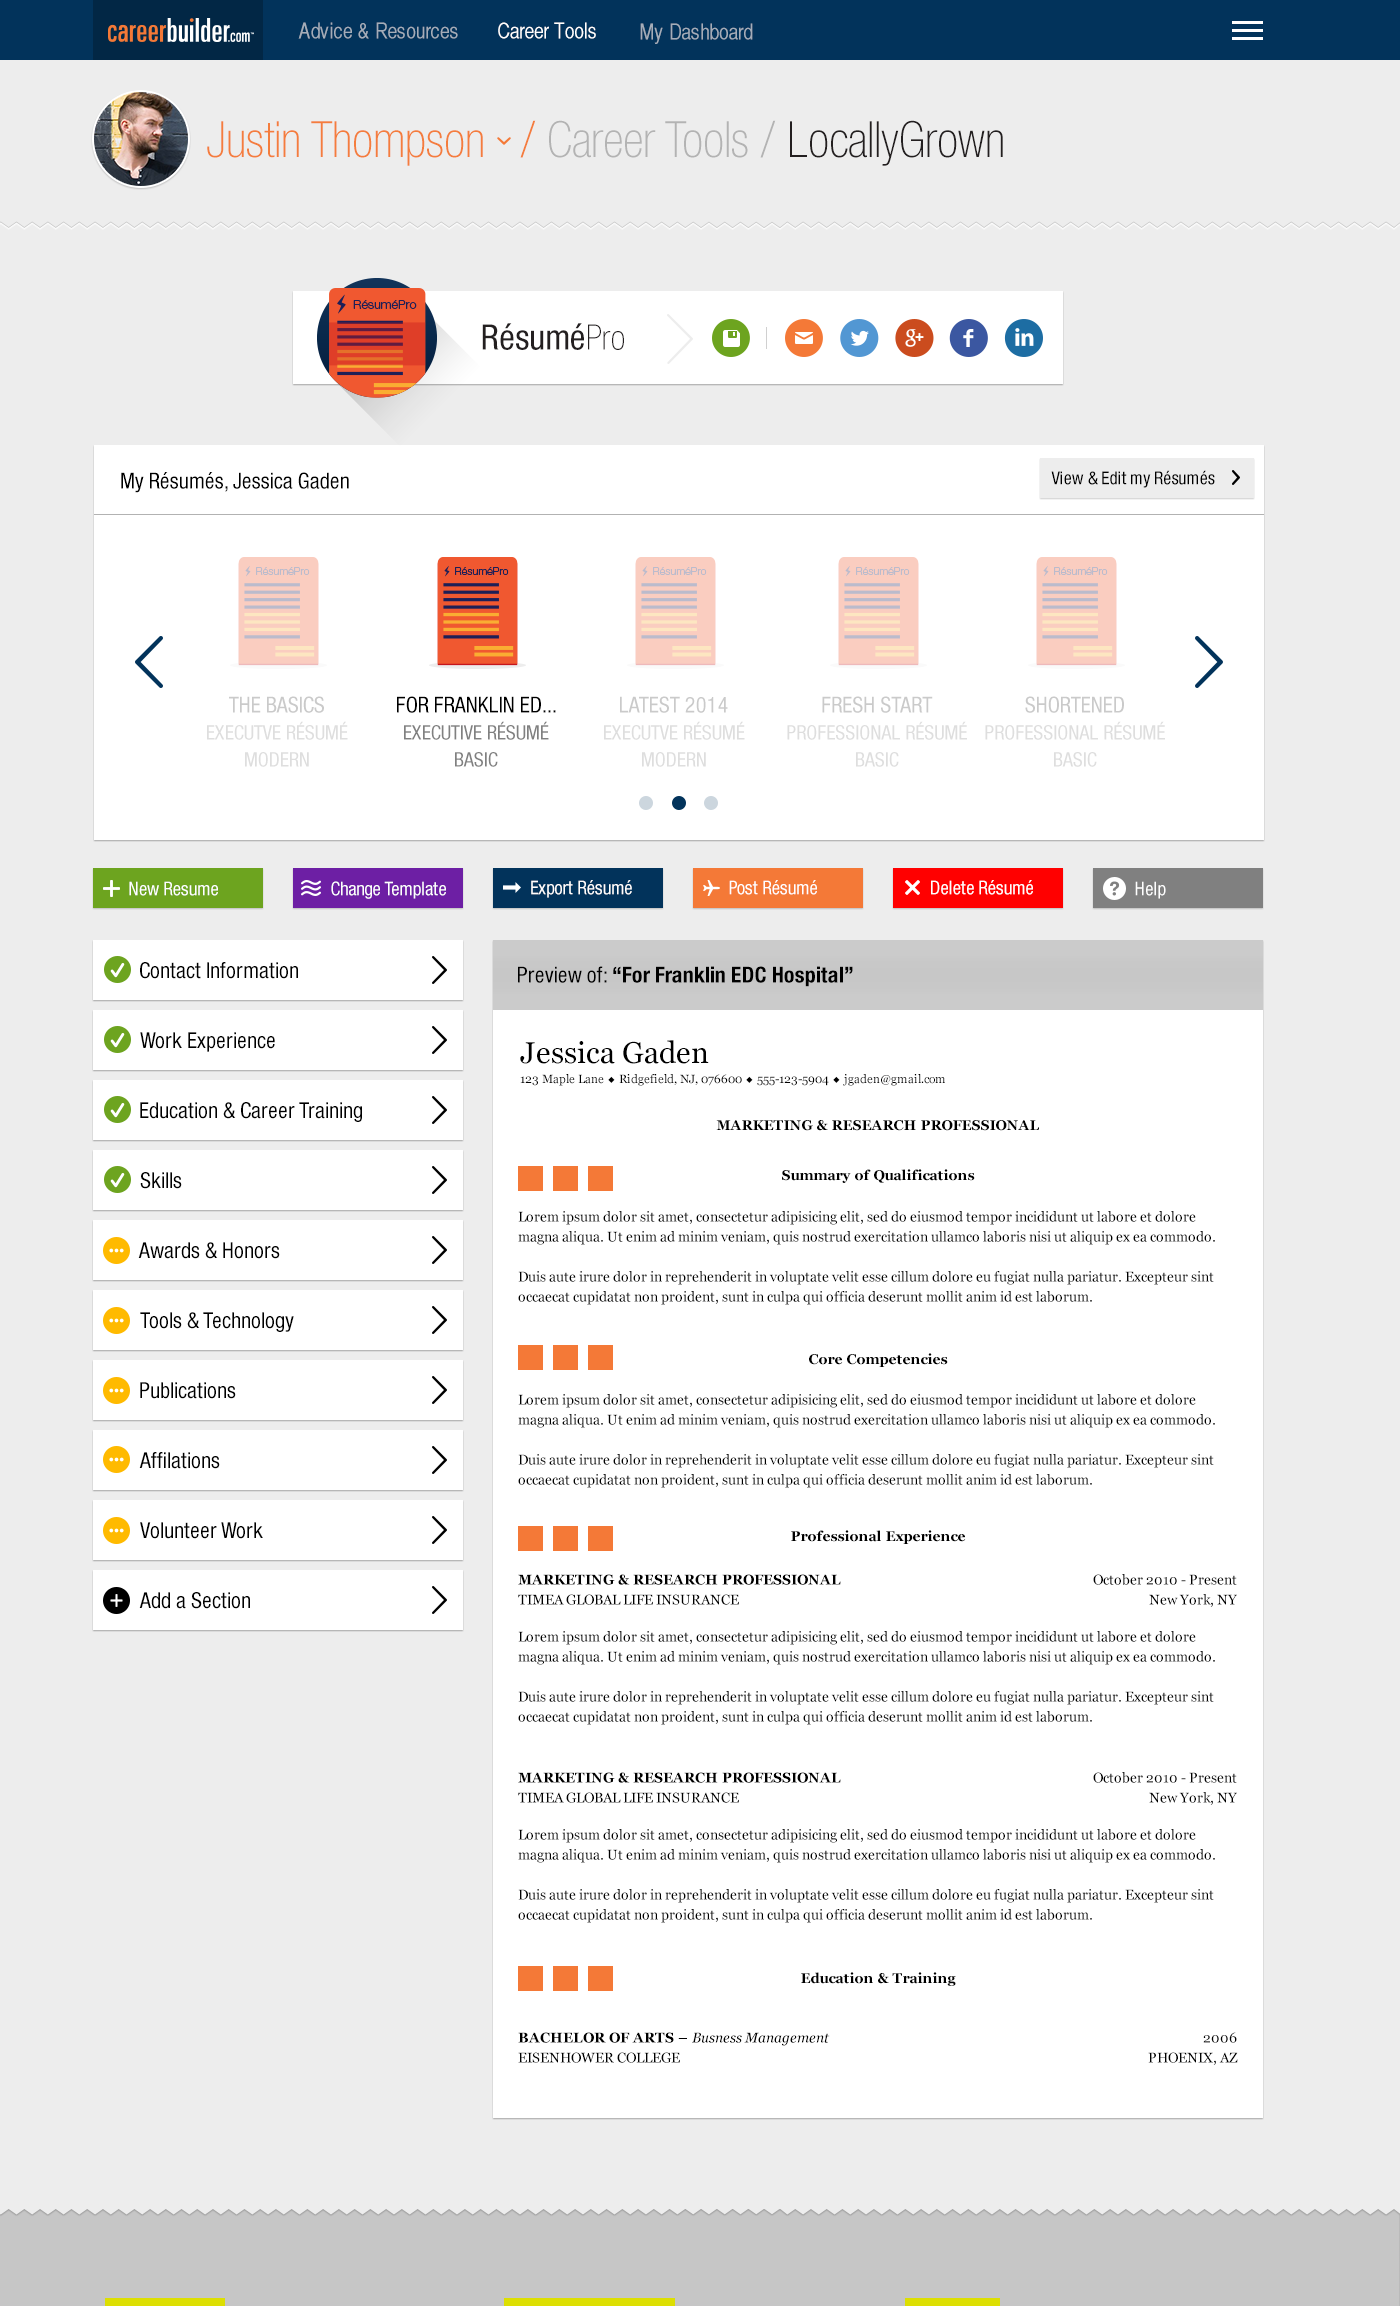 careerbuilder.com
Advice & Resources
Career Tools
My Dashboard
Justin Thompson / Career Tools / LocallyGrown
RésuméPro
RésuméPro
g+
f
in
My Résumés, Jessica Gaden
View & Edit my Résumés
RésuméPro
RésuméPro
RésuméPro
RésuméPro
RésuméPro
THE BASICS
EXECUTVE RÉSUMÉ
MODERN
FOR FRANKLIN ED...
EXECUTIVE RÉSUMÉ
BASIC
LATEST 2014
EXECUTVE RÉSUMÉ
MODERN
FRESH START
PROFESSIONAL RÉSUMÉ
BASIC
SHORTENED
PROFESSIONAL RÉSUMÉ
BASIC
New Resume
Change Template
Export Résumé
Post Résumé
Delete Résumé
? Help
Contact Information
Work Experience
Education & Career Training
Skills
Awards & Honors
Tools & Technology
Publications
Affilations
Volunteer Work
Add a Section
Preview of: “For Franklin EDC Hospital”
Jessica Gaden
123 Maple Lane ◆ Ridgefield, NJ, 076600 ◆ 555-123-5904 ◆ jgaden@gmail.com
MARKETING & RESEARCH PROFESSIONAL
Summary of Qualifications
Lorem ipsum dolor sit amet, consectetur adipisicing elit, sed do eiusmod tempor incididunt ut labore et dolore
magna aliqua. Ut enim ad minim veniam, quis nostrud exercitation ullamco laboris nisi ut aliquip ex ea commodo.
Duis aute irure dolor in reprehenderit in voluptate velit esse cillum dolore eu fugiat nulla pariatur. Excepteur sint
occaecat cupidatat non proident, sunt in culpa qui officia deserunt mollit anim id est laborum.
Core Competencies
Lorem ipsum dolor sit amet, consectetur adipisicing elit, sed do eiusmod tempor incididunt ut labore et dolore
magna aliqua. Ut enim ad minim veniam, quis nostrud exercitation ullamco laboris nisi ut aliquip ex ea commodo.
Duis aute irure dolor in reprehenderit in voluptate velit esse cillum dolore eu fugiat nulla pariatur. Excepteur sint
occaecat cupidatat non proident, sunt in culpa qui officia deserunt mollit anim id est laborum.
Professional Experience
MARKETING & RESEARCH PROFESSIONAL October 2010 - Present
TIMEA GLOBAL LIFE INSURANCE New York, NY
Lorem ipsum dolor sit amet, consectetur adipisicing elit, sed do eiusmod tempor incididunt ut labore et dolore
magna aliqua. Ut enim ad minim veniam, quis nostrud exercitation ullamco laboris nisi ut aliquip ex ea commodo.
Duis aute irure dolor in reprehenderit in voluptate velit esse cillum dolore eu fugiat nulla pariatur. Excepteur sint
occaecat cupidatat non proident, sunt in culpa qui officia deserunt mollit anim id est laborum.
MARKETING & RESEARCH PROFESSIONAL October 2010 - Present
TIMEA GLOBAL LIFE INSURANCE New York, NY
Lorem ipsum dolor sit amet, consectetur adipisicing elit, sed do eiusmod tempor incididunt ut labore et dolore
magna aliqua. Ut enim ad minim veniam, quis nostrud exercitation ullamco laboris nisi ut aliquip ex ea commodo.
Duis aute irure dolor in reprehenderit in voluptate velit esse cillum dolore eu fugiat nulla pariatur. Excepteur sint
occaecat cupidatat non proident, sunt in culpa qui officia deserunt mollit anim id est laborum.
Education & Training
BACHELOR OF ARTS – Busness Management 2006
EISENHOWER COLLEGE PHOENIX, AZ